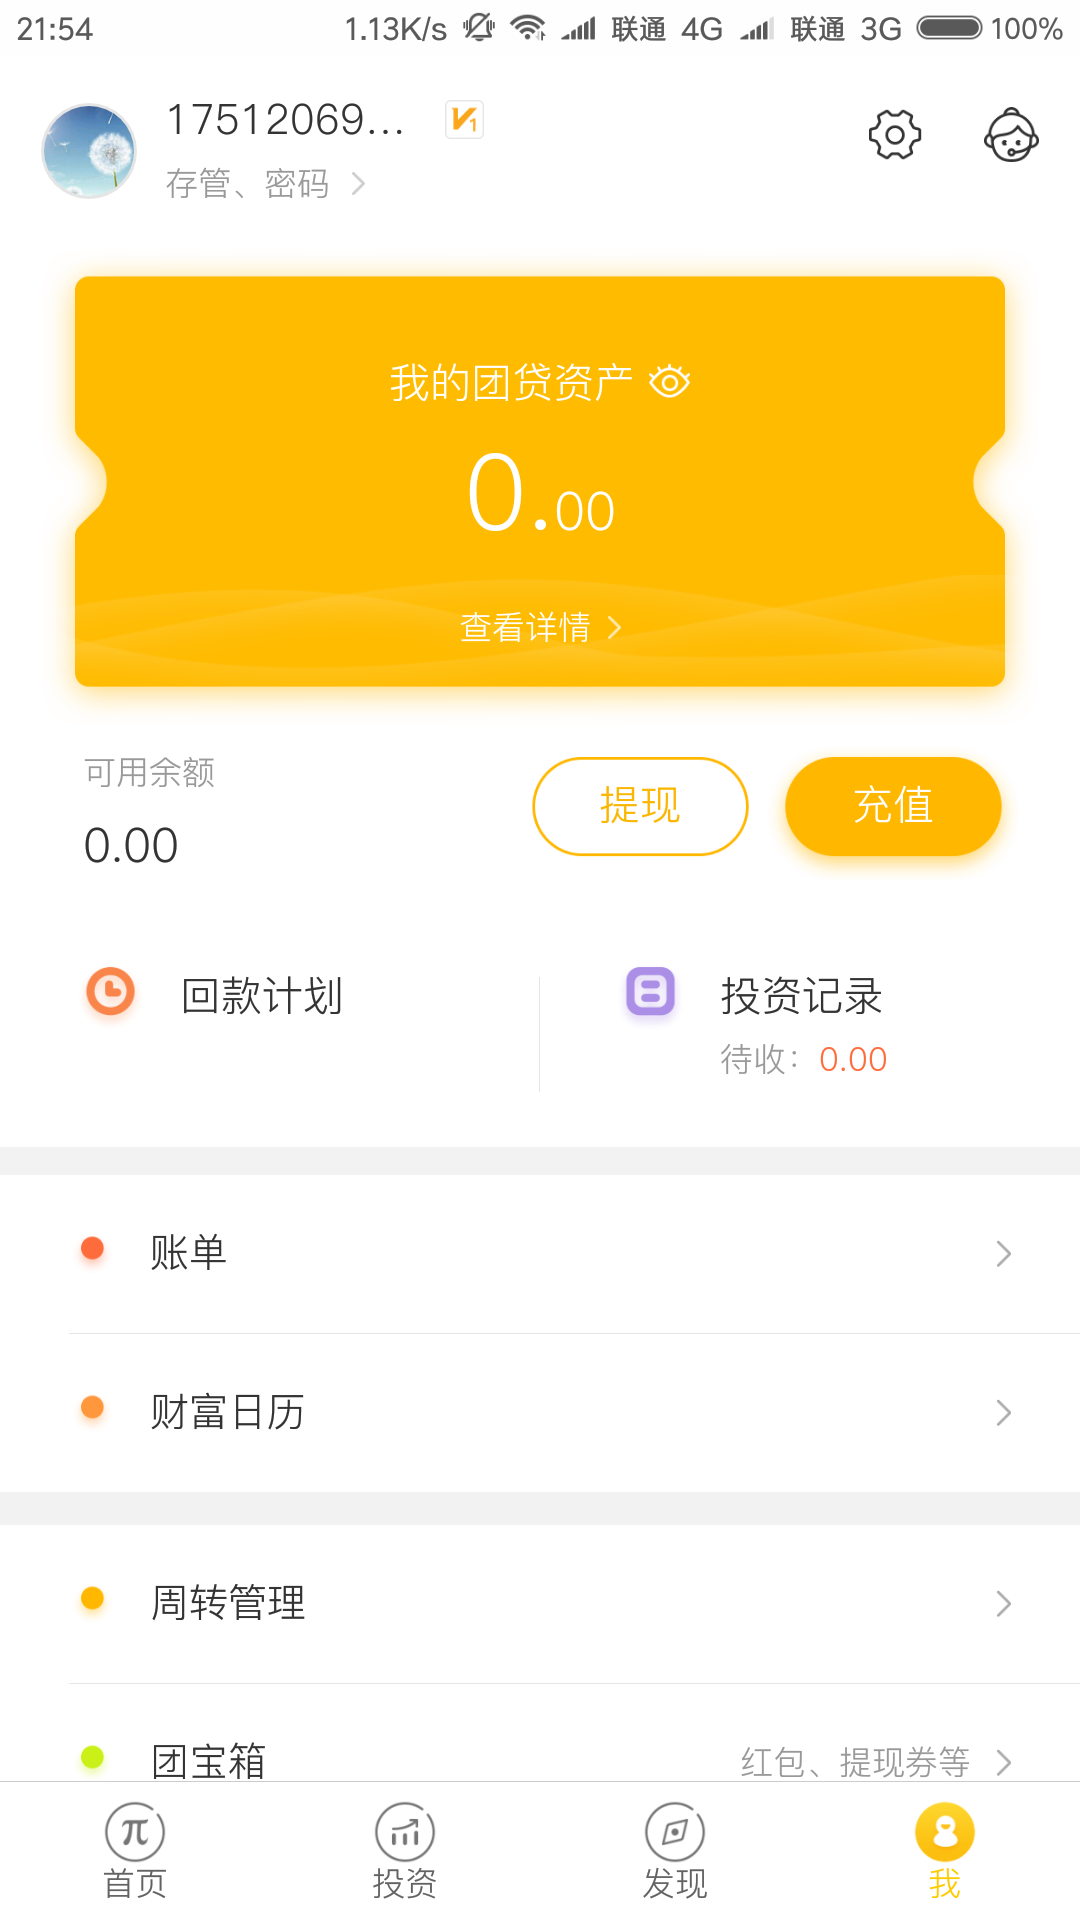 21:54 1.13K/s 联通 4G 联通 3G 100%
17512069... V1
存管、密码
我的团贷资产
0.00
查看详情
可用余额
0.00
提现
充值
回款计划
投资记录
待收：0.00
账单
财富日历
周转管理
团宝箱 红包、提现券等
首页 投资 发现 我